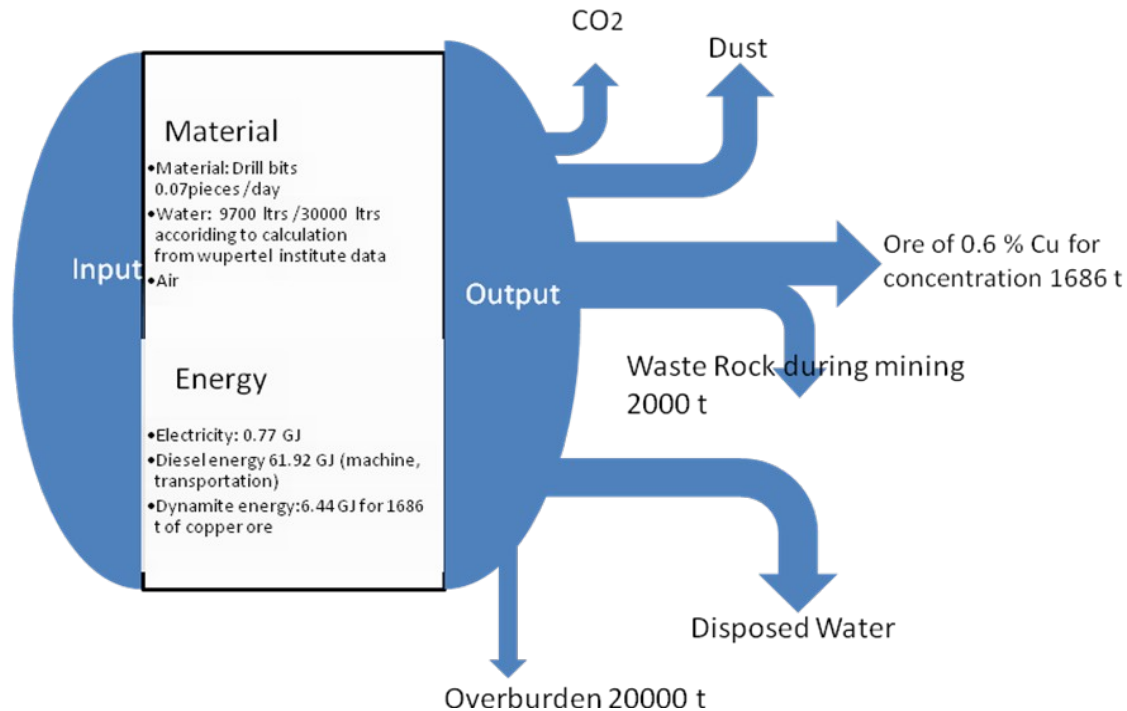 CO2
Dust
Material
•Material: Drill bits
0.07pieces /day
•Water: 9700 ltrs /30000 ltrs
accoriding to calculation
from wupertel institute data
•Air
Input
Output
Ore of 0.6 % Cu for
concentration 1686 t
Energy
Waste Rock during mining
2000 t
•Electricity: 0.77 GJ
•Diesel energy 61.92 GJ (machine,
transportation)
•Dynamite energy:6.44 GJ for 1686
t of copper ore
Disposed Water
Overburden 20000 t